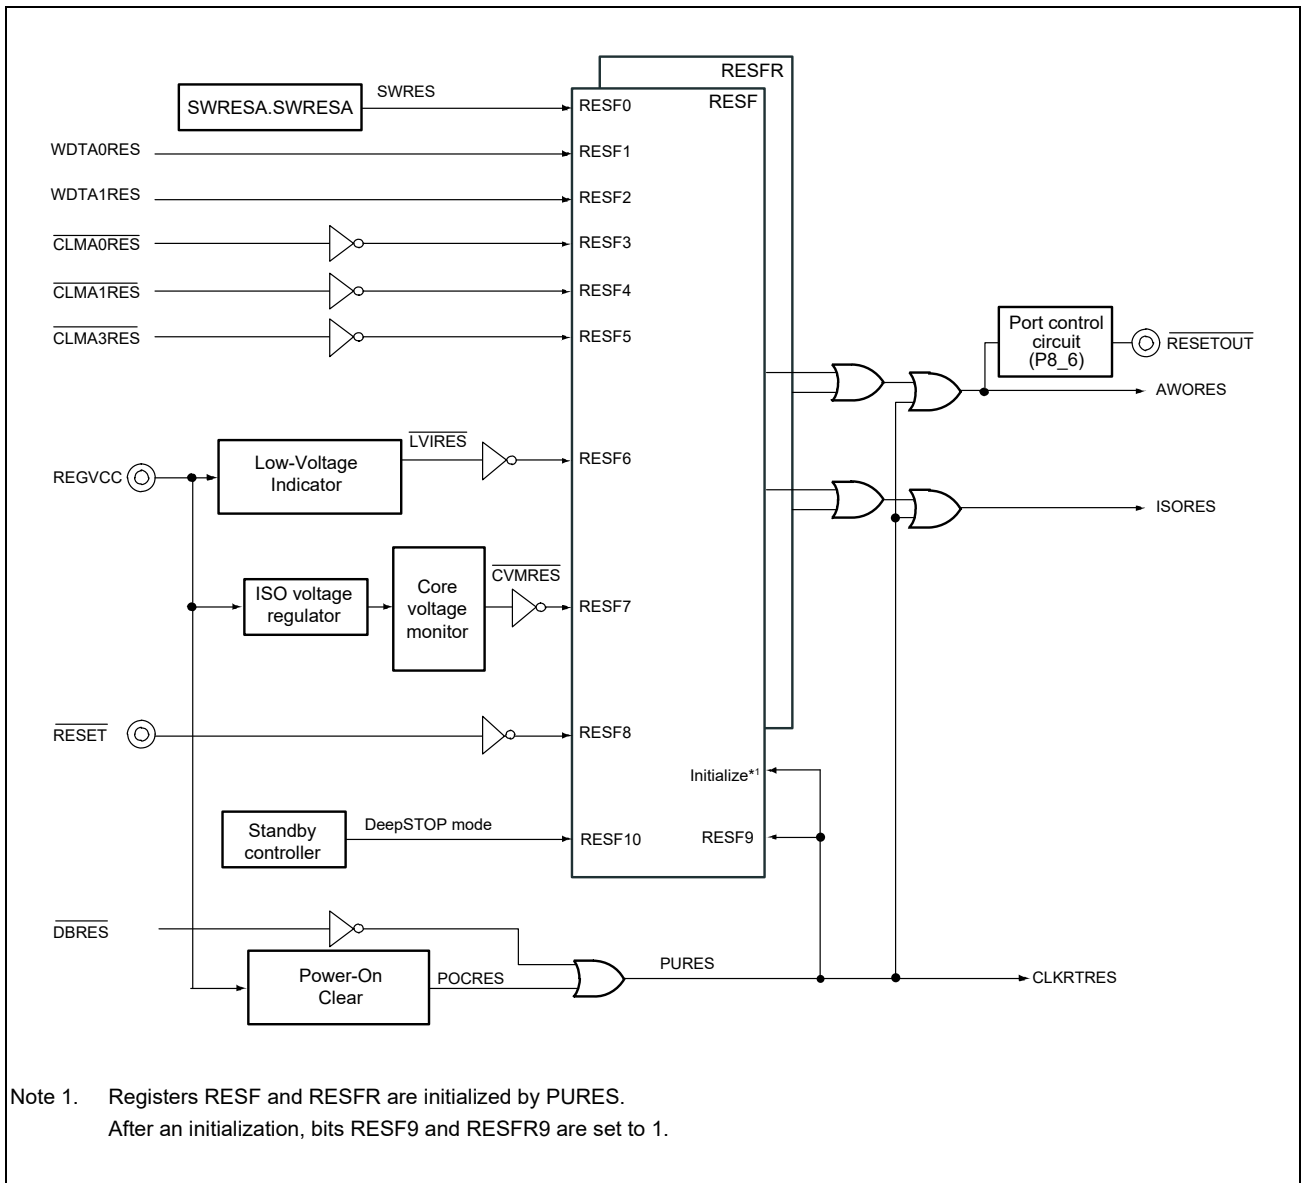 RESFR
RESF
SWRESA.SWRESA
SWRES
RESF0
WDTA0RES
RESF1
WDTA1RES
RESF2
CLMA0RES
RESF3
CLMA1RES
RESF4
CLMA3RES
RESF5
Port control
circuit
(P8_6)
RESETOUT
AWORES
REGVCC
Low-Voltage
Indicator
LVIRES
RESF6
ISORES
ISO voltage
regulator
Core
voltage
monitor
CVMRES
RESF7
RESET
RESF8
Initialize*1
Standby
controller
DeepSTOP mode
RESF10
RESF9
DBRES
Power-On
Clear
POCRES
PURES
CLKRTRES
Note 1. Registers RESF and RESFR are initialized by PURES.
After an initialization, bits RESF9 and RESFR9 are set to 1.